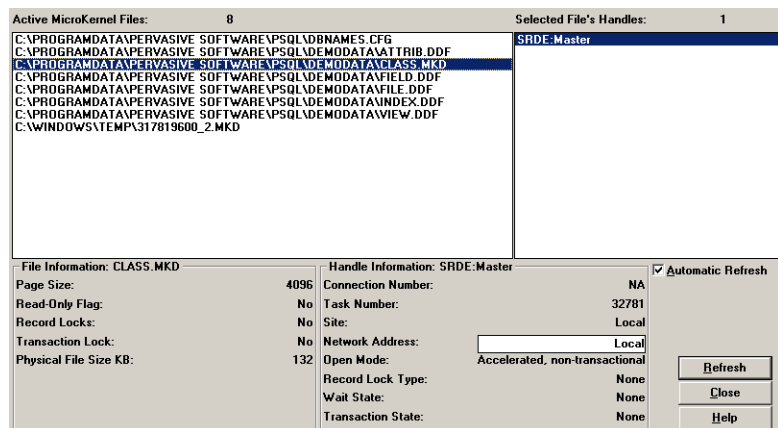 Active MicroKernel Files: 8
Selected File's Handles: 1
C:\PROGRAMDATA\PERVASIVE SOFTWARE\PSQL\DBNAMES.CFG
C:\PROGRAMDATA\PERVASIVE SOFTWARE\PSQL\DEMODATA\ATTRIB.DDF
C:\PROGRAMDATA\PERVASIVE SOFTWARE\PSQL\DEMODATA\CLASS.MKD
C:\PROGRAMDATA\PERVASIVE SOFTWARE\PSQL\DEMODATA\FIELD.DDF
C:\PROGRAMDATA\PERVASIVE SOFTWARE\PSQL\DEMODATA\FILE.DDF
C:\PROGRAMDATA\PERVASIVE SOFTWARE\PSQL\DEMODATA\INDEX.DDF
C:\PROGRAMDATA\PERVASIVE SOFTWARE\PSQL\DEMODATA\VIEW.DDF
C:\WINDOWS\TEMP\317819600_2.MKD
SRDE:Master
File Information: CLASS.MKD
Page Size: 4096
Read-Only Flag: No
Record Locks: No
Transaction Lock: No
Physical File Size KB: 132
Handle Information: SRDE:Master
Connection Number: NA
Task Number: 32781
Site: Local
Network Address: Local
Open Mode: Accelerated, non-transactional
Record Lock Type: None
Wait State: None
Transaction State: None
Automatic Refresh
Refresh
Close
Help